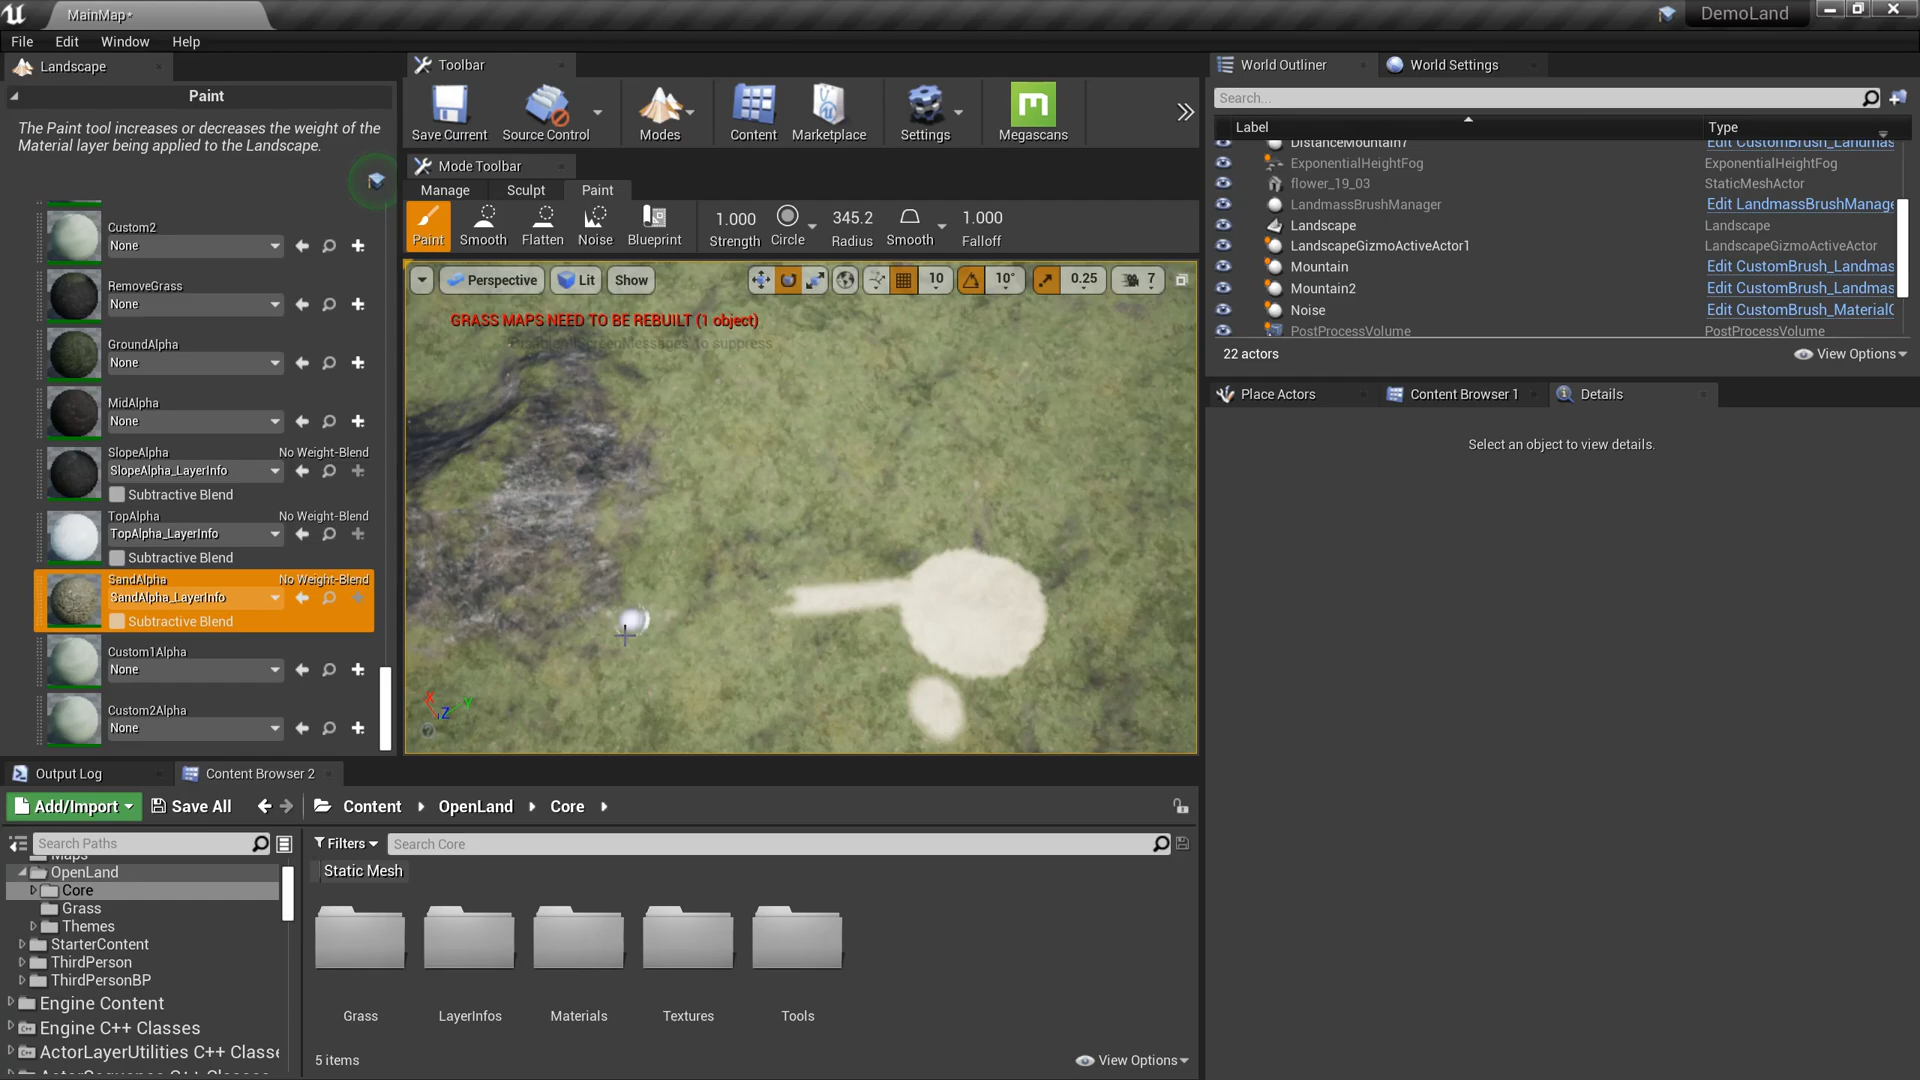 MainMap*
DemoLand
File Edit Window Help
Landscape
Paint
The Paint tool increases or decreases the weight of the
Material layer being applied to the Landscape.
Custom2
None
RemoveGrass
None
GroundAlpha
None
MidAlpha
None
SlopeAlpha No Weight-Blend
SlopeAlpha_LayerInfo
Subtractive Blend
TopAlpha No Weight-Blend
TopAlpha_LayerInfo
Subtractive Blend
SandAlpha No Weight-Blend
SandAlpha_LayerInfo
Subtractive Blend
Custom1Alpha
None
Custom2Alpha
None
Toolbar
Save Current Source Control Modes Content Marketplace Settings Megascans
Mode Toolbar
Manage Sculpt Paint
1.000 345.2 1.000
Paint Smooth Flatten Noise Blueprint Strength Circle Radius Smooth Falloff
Perspective Lit Show 10 10° 0.25 7
GRASS MAPS NEED TO BE REBUILT (1 object)
X Y Z
World Outliner World Settings
Search...
Label Type
DistanceMountain7 Edit CustomBrush_Landmas
ExponentialHeightFog ExponentialHeightFog
flower_19_03 StaticMeshActor
LandmassBrushManager Edit LandmassBrushManage
Landscape Landscape
LandscapeGizmoActiveActor1 LandscapeGizmoActiveActor
Mountain Edit CustomBrush_Landmas
Mountain2 Edit CustomBrush_Landmas
Noise Edit CustomBrush_MaterialO
PostProcessVolume PostProcessVolume
22 actors View Options
Place Actors Content Browser 1 Details
Select an object to view details.
Output Log Content Browser 2
Add/Import Save All Content OpenLand Core
Search Paths
Filters Search Core
Static Mesh
Maps
OpenLand
Core
Grass
Themes
StarterContent
ThirdPerson
ThirdPersonBP
Engine Content
Engine C++ Classes
ActorLayerUtilities C++ Classe
Grass LayerInfos Materials Textures Tools
5 items View Options